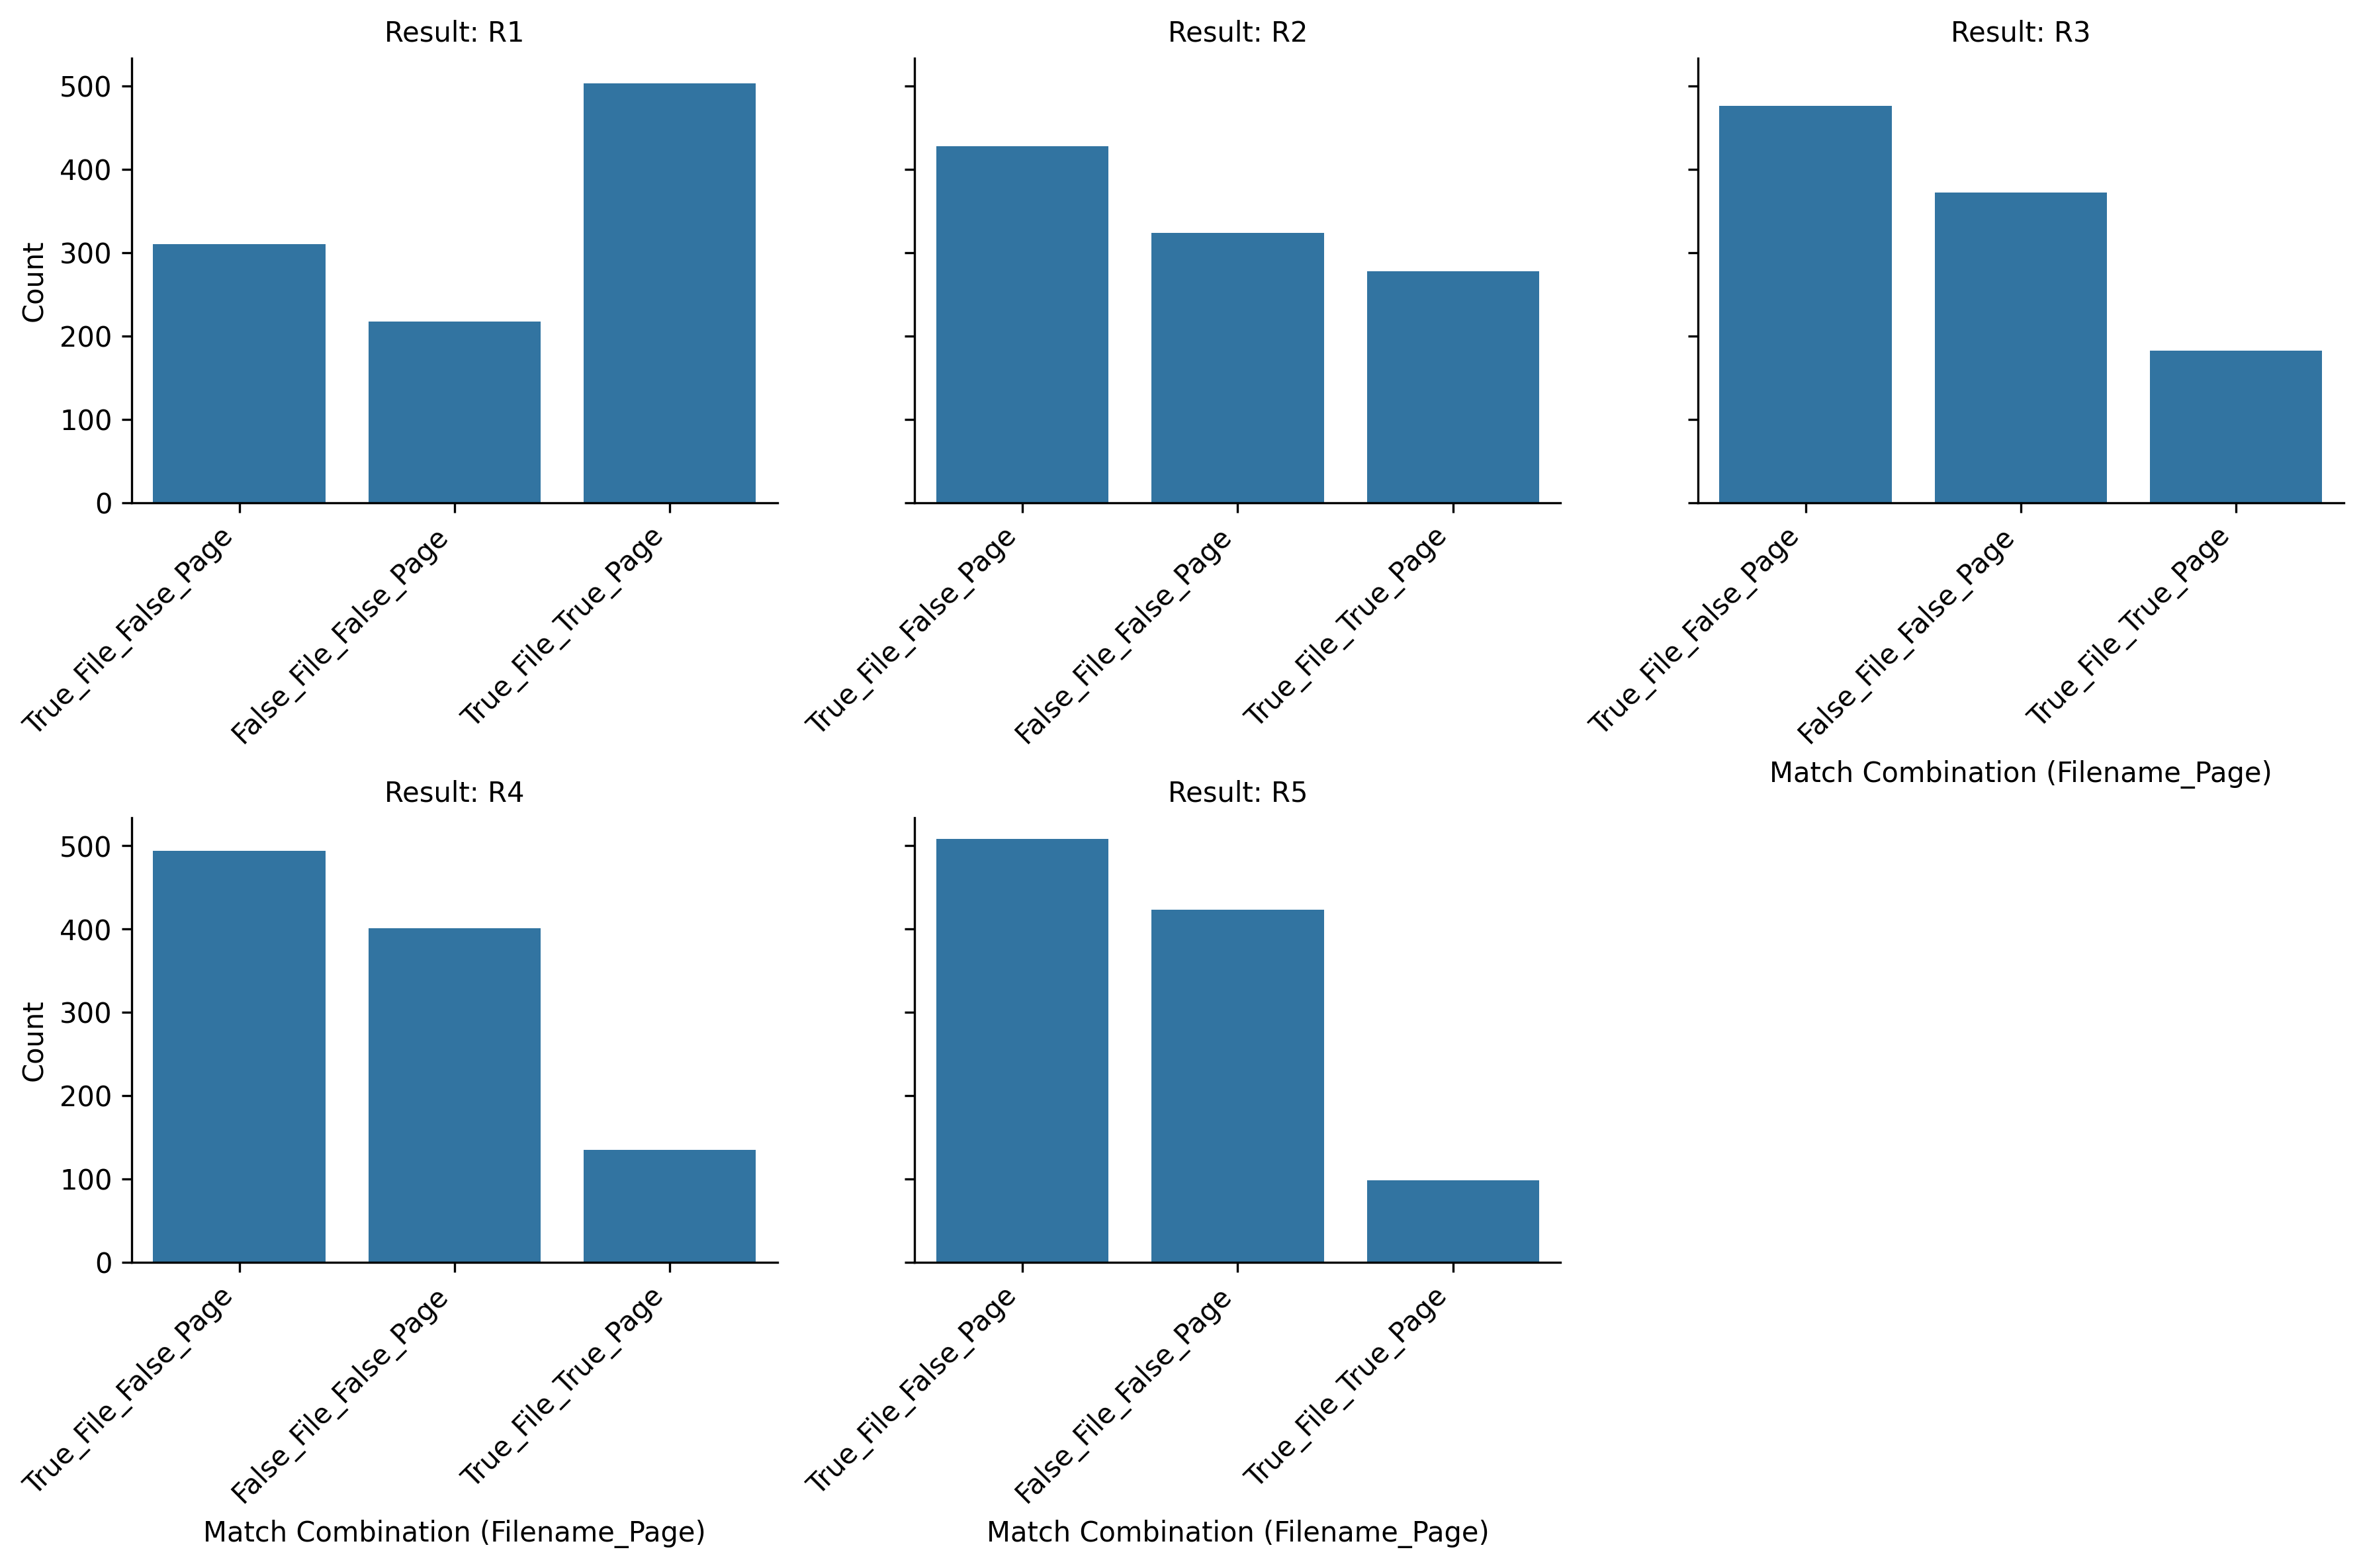 Result: R1
Count
500
400
300
200
100
0
True_File_False_Page
False_File_False_Page
True_File_True_Page
Result: R2
True_File_False_Page
False_File_False_Page
True_File_True_Page
Result: R3
True_File_False_Page
False_File_False_Page
True_File_True_Page
Match Combination (Filename_Page)
Result: R4
Count
500
400
300
200
100
0
True_File_False_Page
False_File_False_Page
True_File_True_Page
Match Combination (Filename_Page)
Result: R5
True_File_False_Page
False_File_False_Page
True_File_True_Page
Match Combination (Filename_Page)